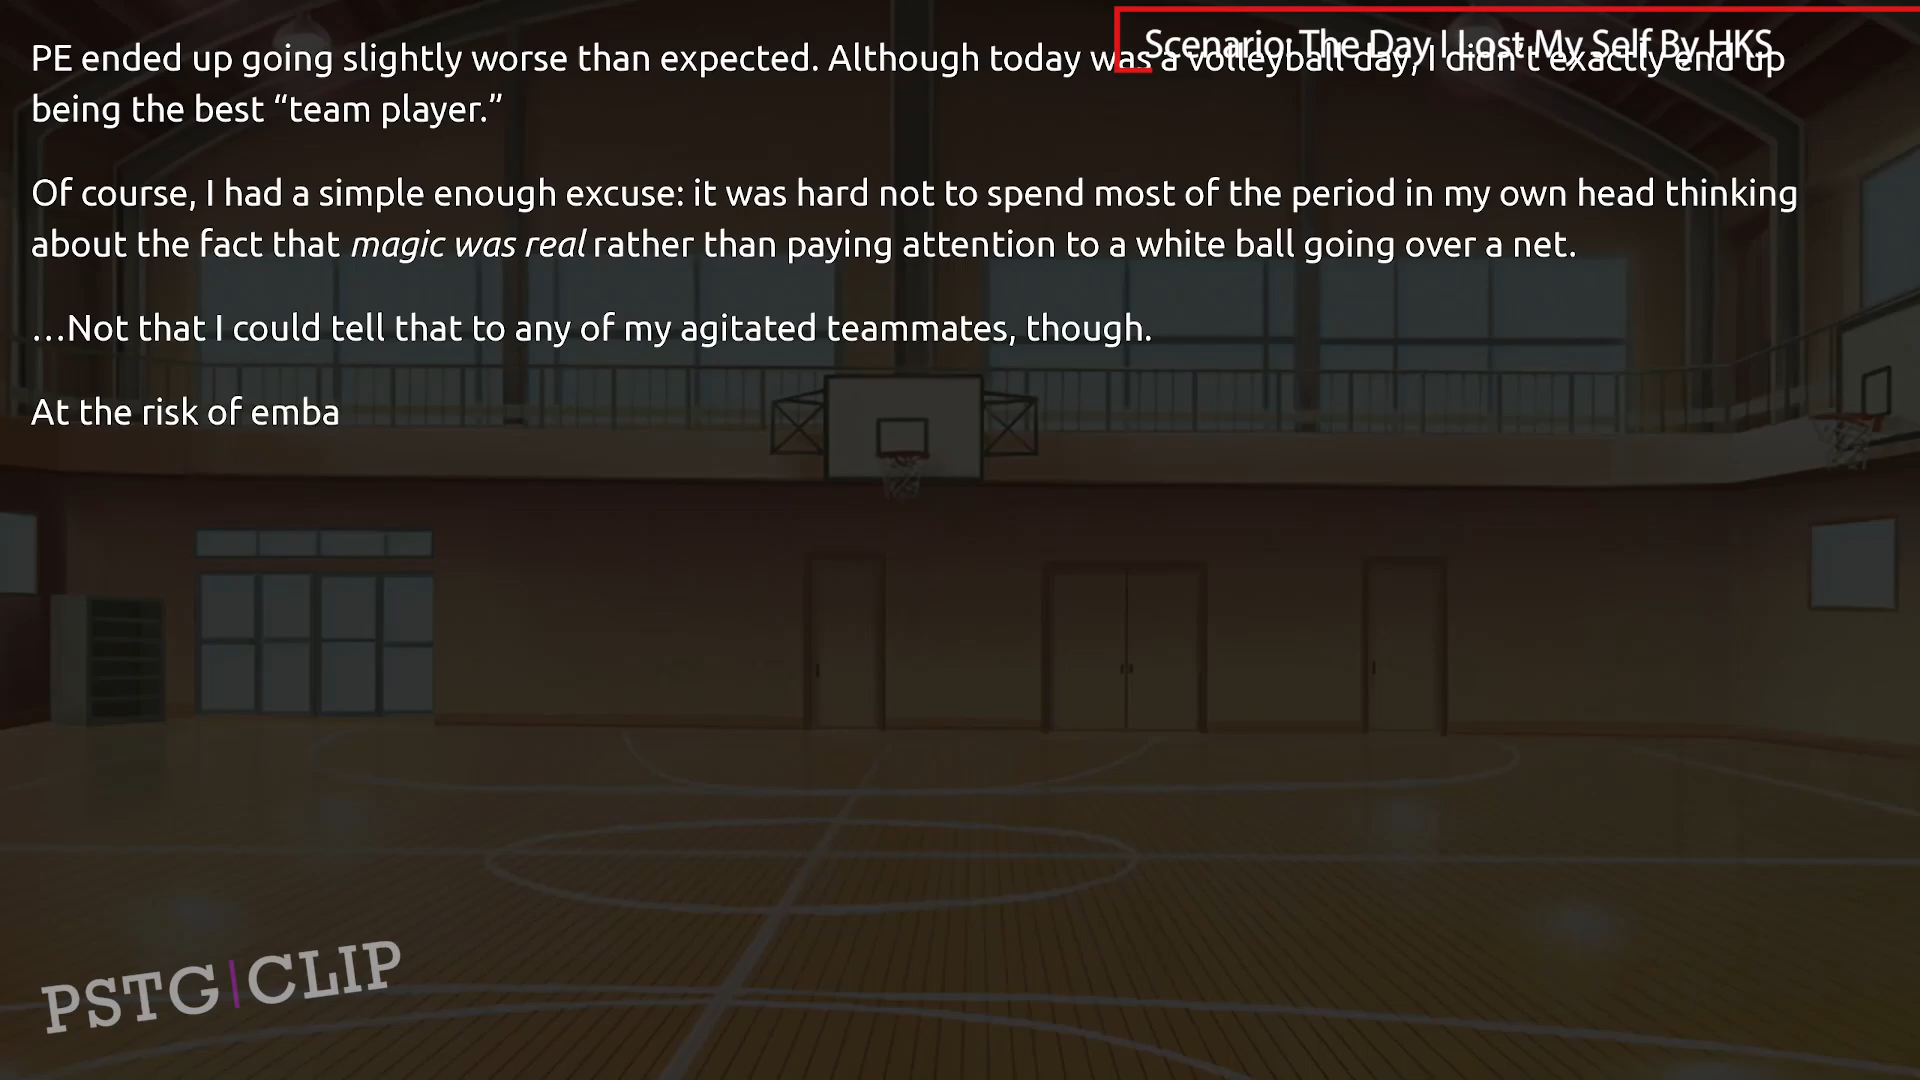 Scenario: The Day I Lost My Self By HKS
PE ended up going slightly worse than expected. Although today was a volleyball day, I didn't exactly end up
being the best “team player.”
Of course, I had a simple enough excuse: it was hard not to spend most of the period in my own head thinking
about the fact that magic was real rather than paying attention to a white ball going over a net.
…Not that I could tell that to any of my agitated teammates, though.
At the risk of emba
PSTG|CLIP